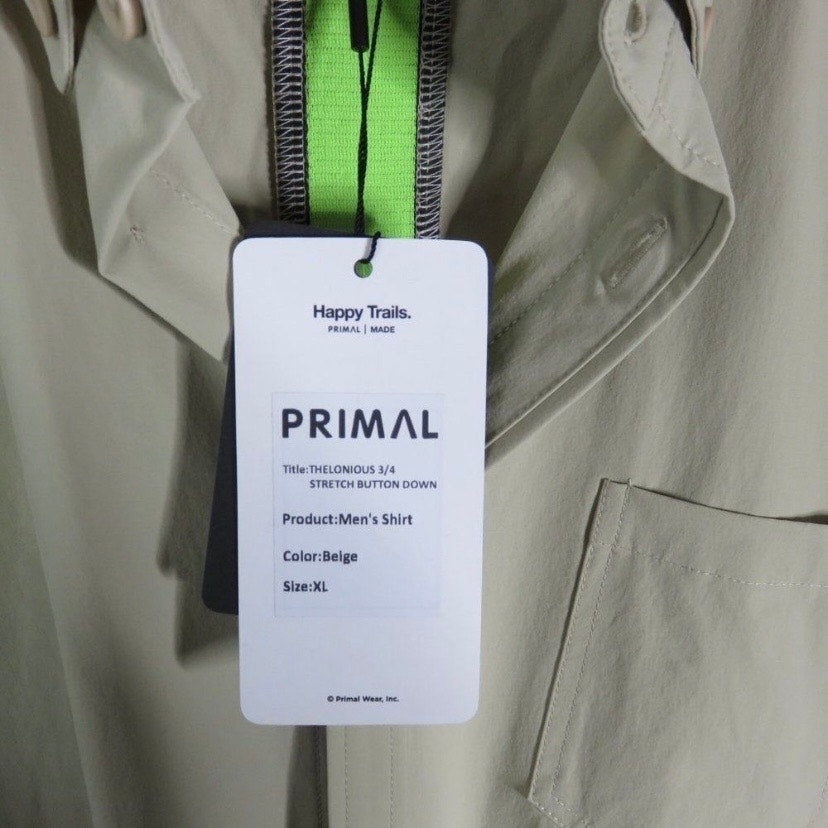 Happy Trails.
PRIMAL | MADE
PRIMAL
Title:THELONIOUS 3/4
STRETCH BUTTON DOWN
Product:Men's Shirt
Color:Beige
Size:XL
© Primal Wear, Inc.